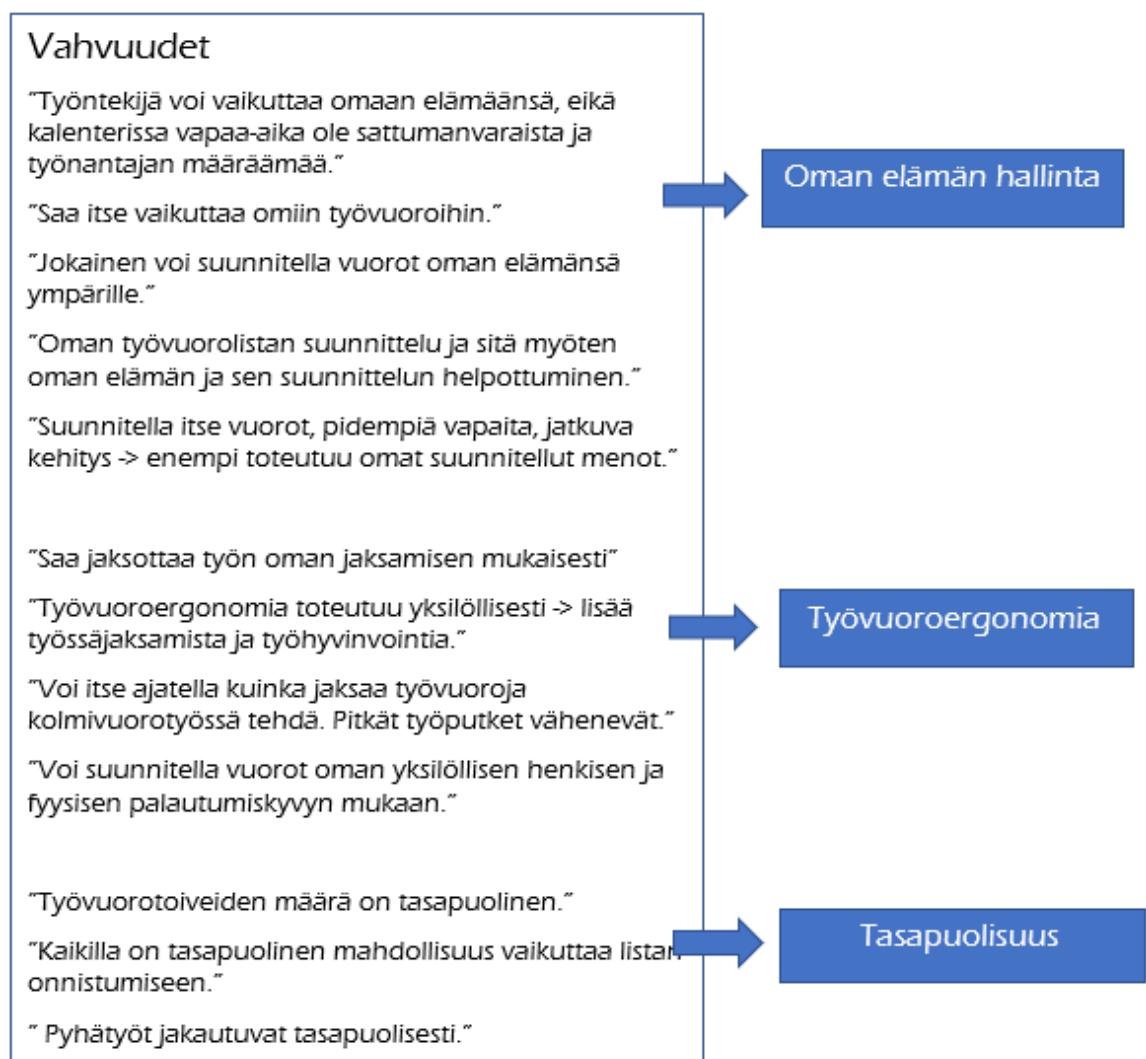 Vahvuudet
”Työntekijä voi vaikuttaa omaan elämäänsä, eikä
kalenterissa vapaa-aika ole sattumanvaraista ja
työnantajan määräämää.”
Oman elämän hallinta
”Saa itse vaikuttaa omiin työvuoroihin.”
”Jokainen voi suunnitella vuorot oman elämänsä
ympärille.”
”Oman työvuorolistan suunnittelu ja sitä myöten
oman elämän ja sen suunnittelun helpottuminen.”
”Suunnitella itse vuorot, pidempiä vapaita, jatkuva
kehitys -> enempi toteutuu omat suunnitellut menot.”
”Saa jaksottaa työn oman jaksamisen mukaisesti”
”Työvuoroergonomia toteutuu yksilöllisesti -> lisää
työssäjaksamista ja työhyvinvointia.”
Työvuoroergonomia
”Voi itse ajatella kuinka jaksaa työvuoroja
kolmivuorotyössä tehdä. Pitkät työputket vähenevät.”
”Voi suunnitella vuorot oman yksilöllisen henkisen ja
fyysisen palautumiskyvyn mukaan.”
”Työvuorotoiveiden määrä on tasapuolinen.”
”Kaikilla on tasapuolinen mahdollisuus vaikuttaa listan
onnistumiseen.”
Tasapuolisuus
” Pyhätyöt jakautuvat tasapuolisesti.”